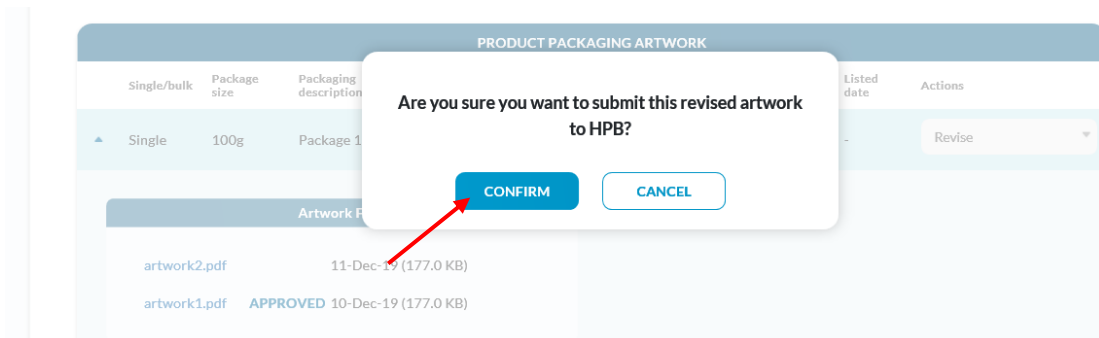 PRODUCT PACKAGING ARTWORK
Single/bulk Package size Packaging description Listed date Actions
Are you sure you want to submit this revised artwork
to HPB?
Single 100g Package 1 - Revise
CONFIRM CANCEL
Artwork
artwork2.pdf 11-Dec-19 (177.0 KB)
artwork1.pdf APPROVED 10-Dec-19 (177.0 KB)